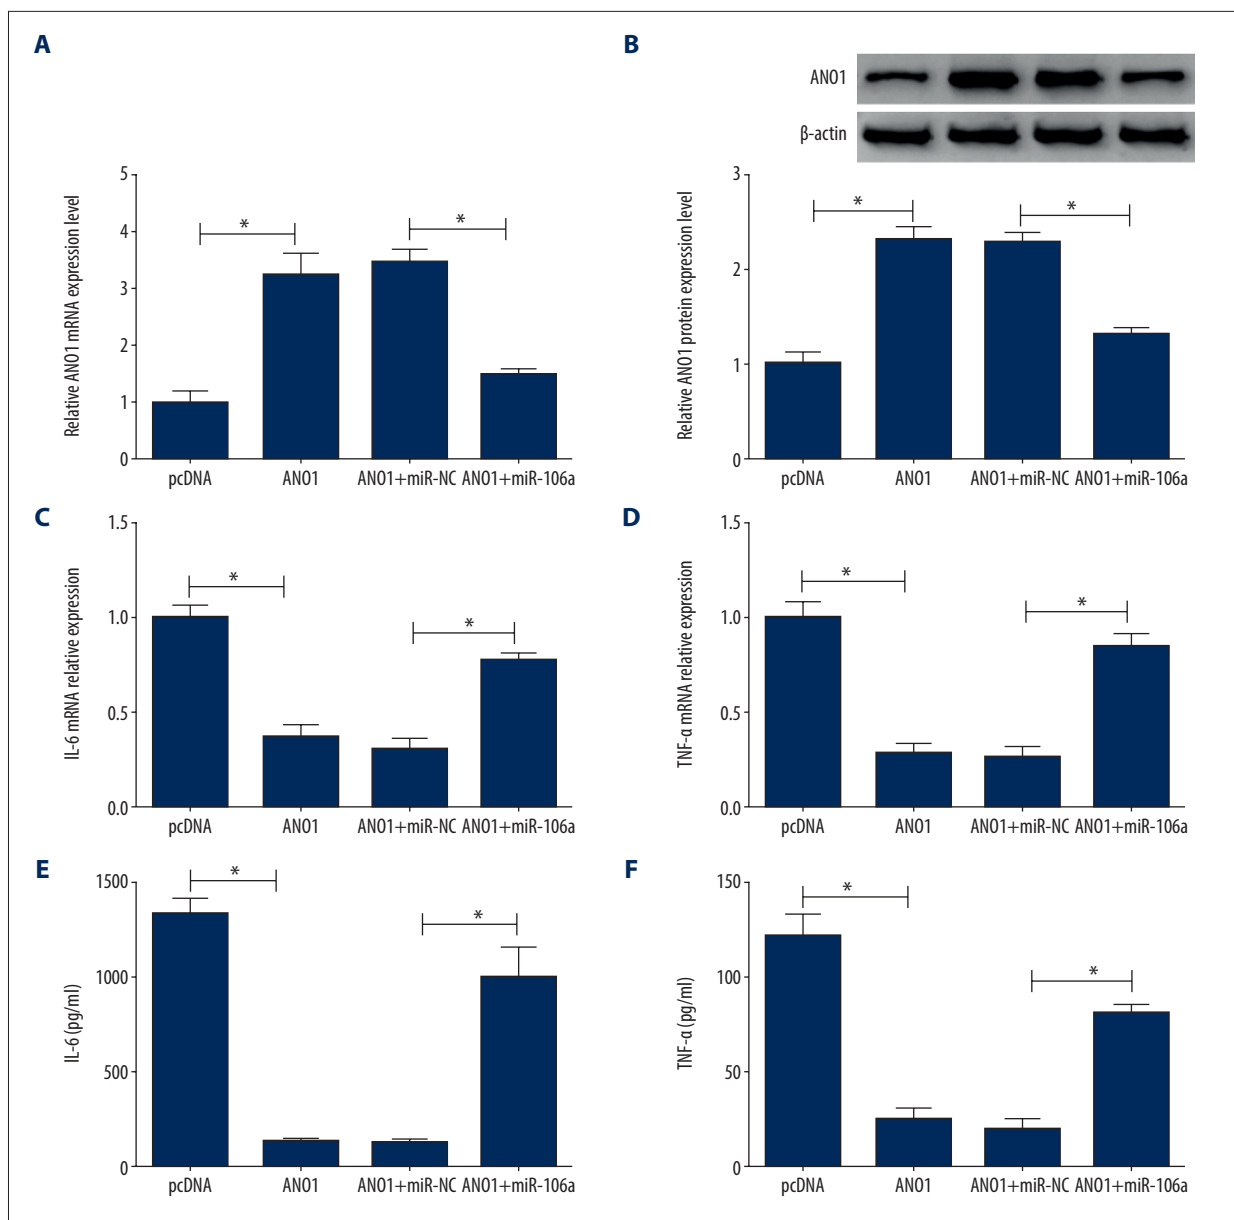 A
Relative ANO1 mRNA expression level
5
4
3
2
1
0
*
*
pcDNA ANO1 ANO1+miR-NC ANO1+miR-106a
B
ANO1
β-actin
Relative ANO1 protein expression level
3
2
1
0
*
*
pcDNA ANO1 ANO1+miR-NC ANO1+miR-106a
C
IL-6 mRNA relative expression
1.5
1.0
0.5
0.0
*
*
pcDNA ANO1 ANO1+miR-NC ANO1+miR-106a
D
TNF-α mRNA relative expression
1.5
1.0
0.5
0.0
*
*
pcDNA ANO1 ANO1+miR-NC ANO1+miR-106a
E
IL-6 (pg/ml)
1500
1000
500
0
*
*
pcDNA ANO1 ANO1+miR-NC ANO1+miR-106a
F
TNF-α (pg/ml)
150
100
50
0
*
*
pcDNA ANO1 ANO1+miR-NC ANO1+miR-106a